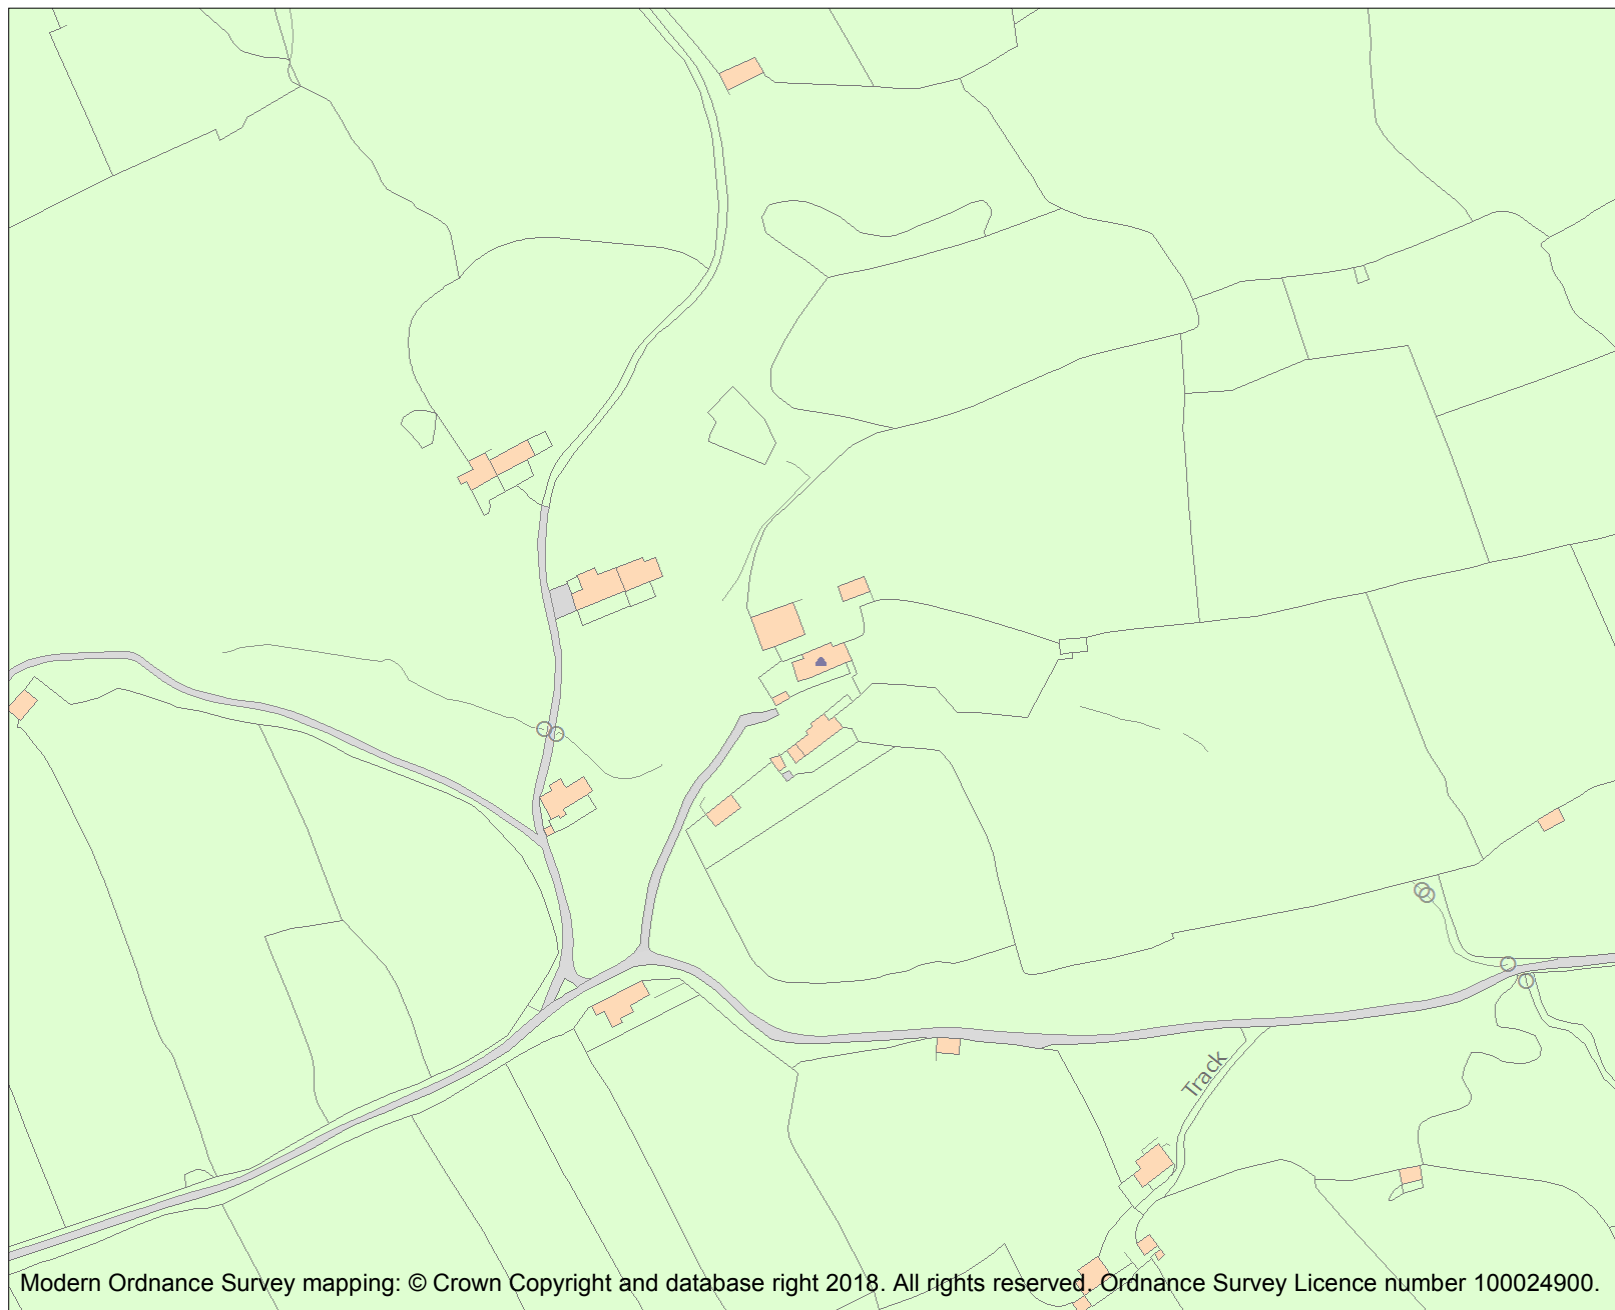 Track
Modern Ordnance Survey mapping: © Crown Copyright and database right 2018. All rights reserved. Ordnance Survey Licence number 100024900.